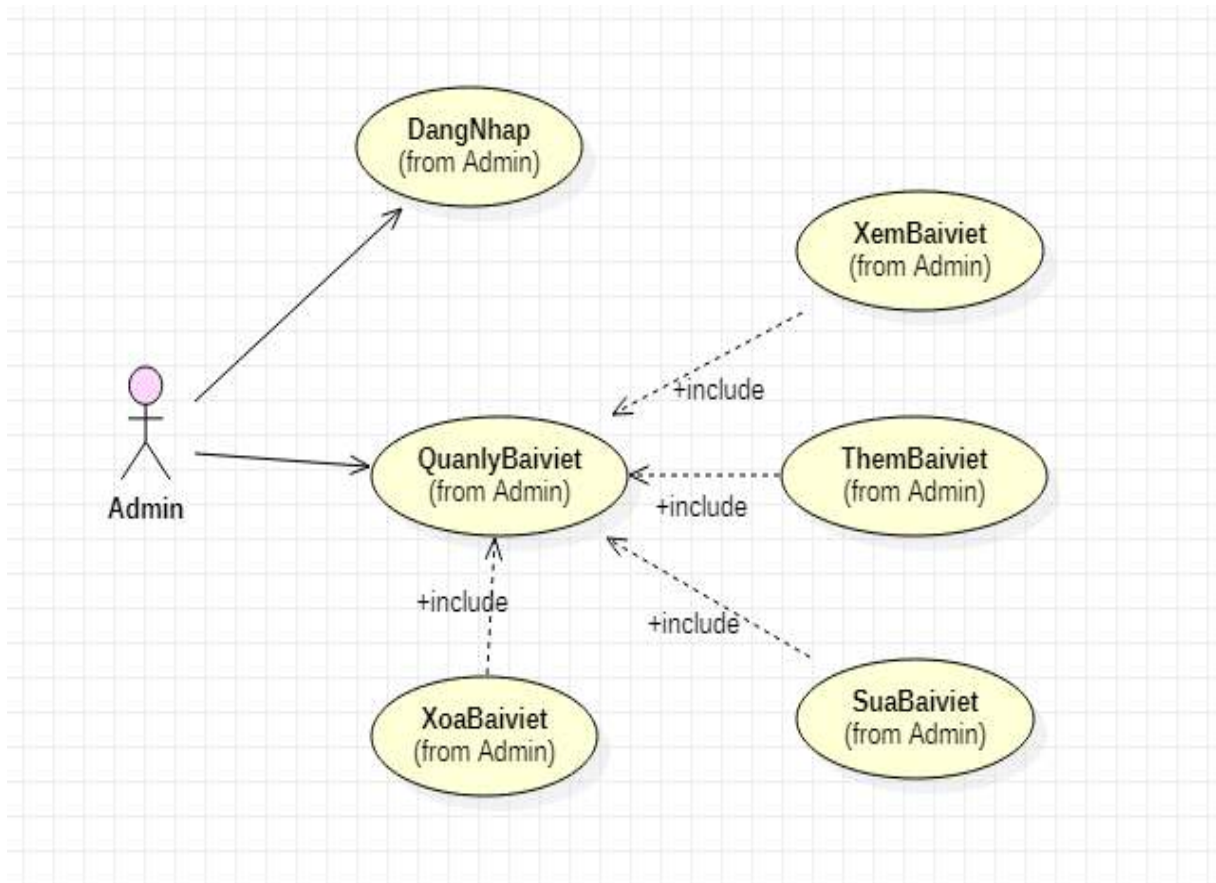 DangNhap
(from Admin)
XemBaiviet
(from Admin)
+include
Admin
QuanlyBaiviet
(from Admin)
ThemBaiviet
(from Admin)
+include
+include
+include
XoaBaiviet
(from Admin)
SuaBaiviet
(from Admin)